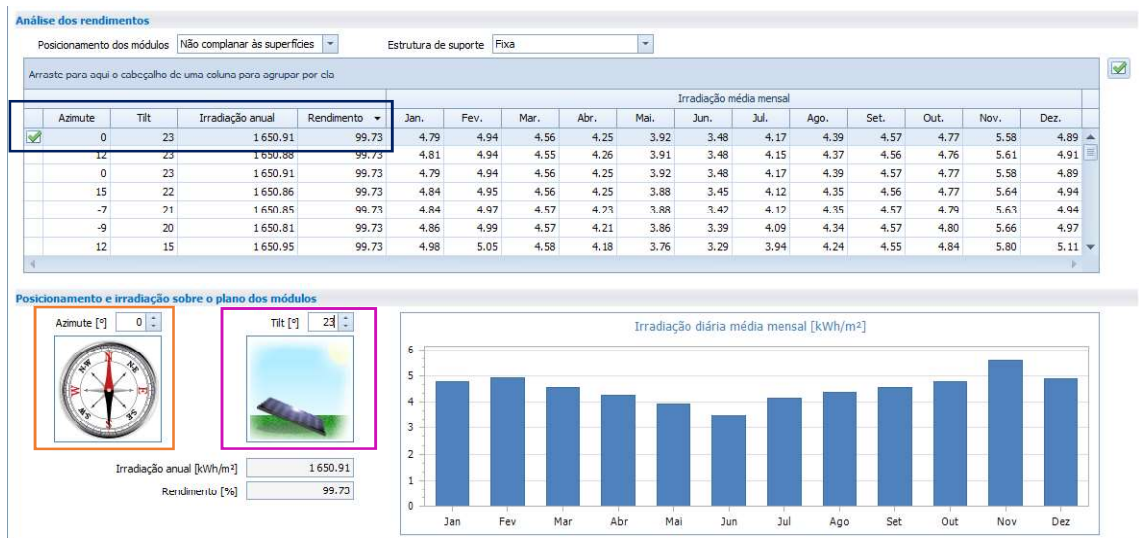 Análise dos rendimentos
Posicionamento dos módulos Não complanar às superfícies Estrutura de suporte Fixa
Arraste para aqui o cabeçalho de uma coluna para agrupar por ela
Irradiação média mensal
Azimute Tilt Irradiação anual Rendimento Jan. Fev. Mar. Abr. Mai. Jun. Jul. Ago. Set. Out. Nov. Dez.
0 23 1 650.91 99.73 4.79 4.94 4.56 4.25 3.92 3.48 4.17 4.39 4.57 4.77 5.58 4.89
12 23 1 650.88 99.73 4.81 4.94 4.55 4.26 3.91 3.48 4.15 4.37 4.56 4.76 5.61 4.91
0 23 1 650.91 99.73 4.79 4.94 4.56 4.25 3.92 3.48 4.17 4.39 4.57 4.77 5.58 4.89
15 22 1 650.86 99.73 4.84 4.95 4.56 4.25 3.88 3.45 4.12 4.35 4.56 4.77 5.64 4.94
-7 21 1 650.85 99.73 4.84 4.97 4.57 4.23 3.88 3.42 4.12 4.35 4.57 4.79 5.63 4.94
-9 20 1 650.81 99.73 4.86 4.99 4.57 4.21 3.86 3.39 4.09 4.34 4.57 4.80 5.66 4.97
12 15 1 650.95 99.73 4.98 5.05 4.58 4.18 3.76 3.29 3.94 4.24 4.55 4.84 5.80 5.11
Posicionamento e irradiação sobre o plano dos módulos
Azimute [º] 0 Tilt [º] 23
N
N-W N-E
W E
S-W S-E
S
Irradiação anual [kWh/m²] 1 650.91
Rendimento [%] 99.73
Irradiação diária média mensal [kWh/m²]
6
5
4
3
2
1
0
Jan Fev Mar Abr Mai Jun Jul Ago Set Out Nov Dez